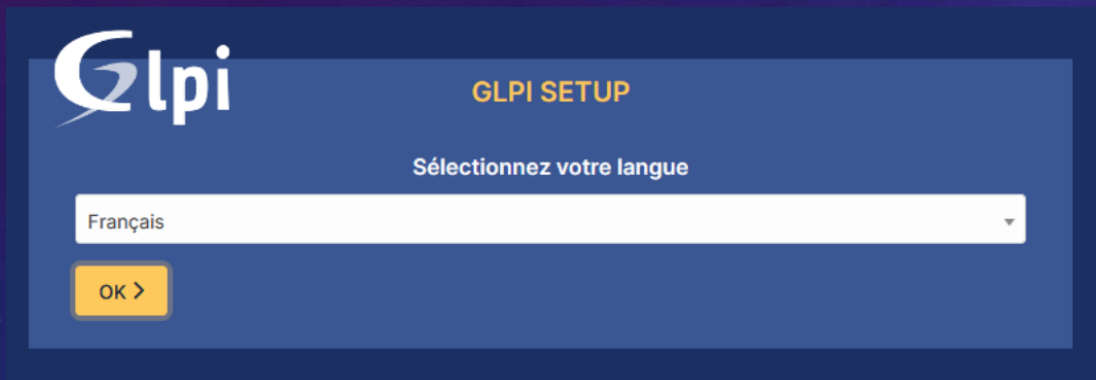 Glpi
GLPI SETUP
Sélectionnez votre langue
Français
OK